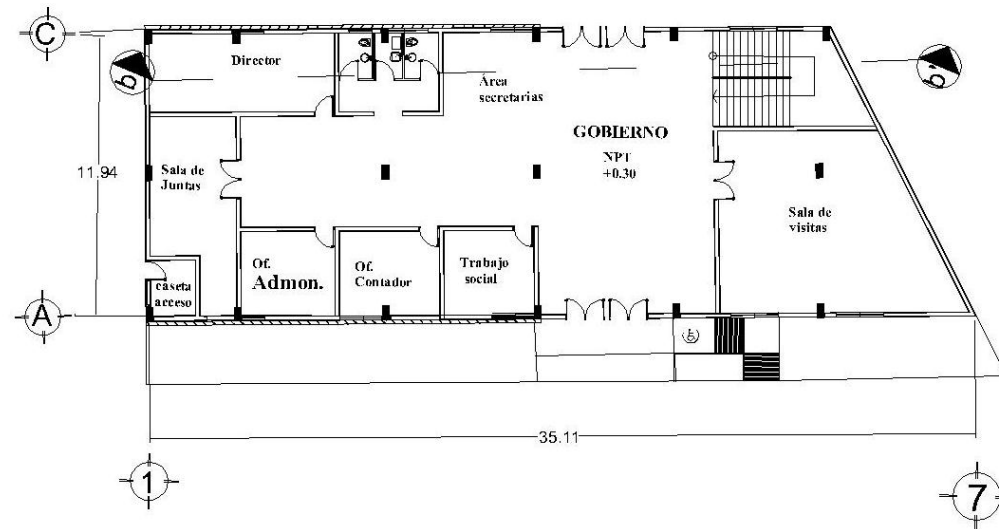 C
b
Director
Área
secretarias
b'
GOBIERNO
NPT
+0.30
11.94
Sala de
Juntas
Sala de
visitas
Of.
Admon.
Of.
Contador
Trabajo
social
caseta
acceso
A
35.11
1
7